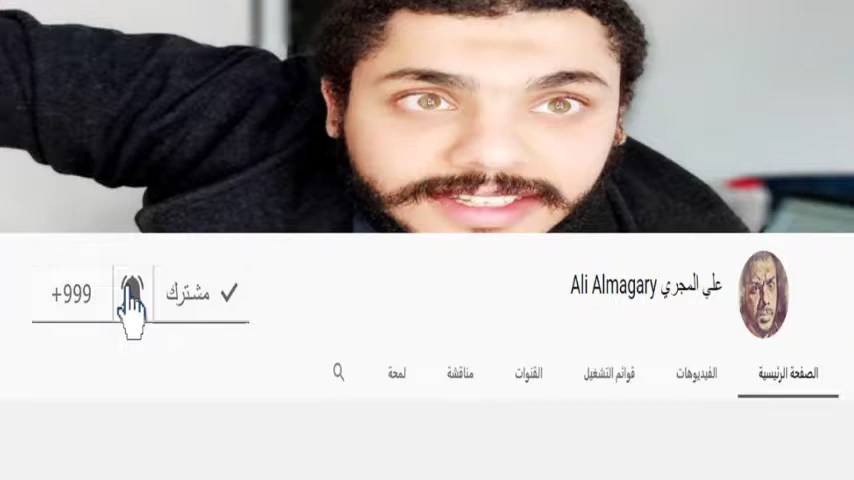 علي المجري Ali Almagary
✓ مشترك +999
الصفحة الرئيسية الفيديوهات قوائم التشغيل القنوات مناقشة لمحة